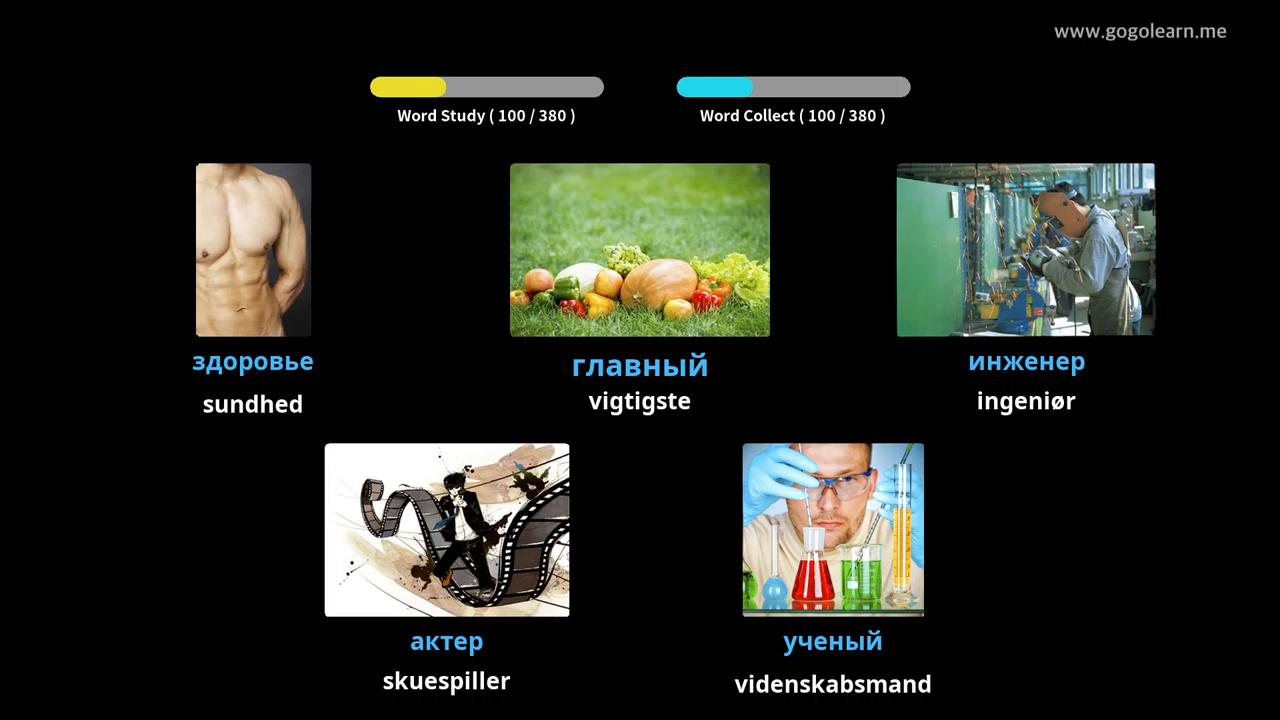 www.gogolearn.me
Word Study ( 100 / 380 )
Word Collect ( 100 / 380 )
здоровье
sundhed
главный
vigtigste
инженер
ingeniør
актер
skuespiller
ученый
videnskabsmand